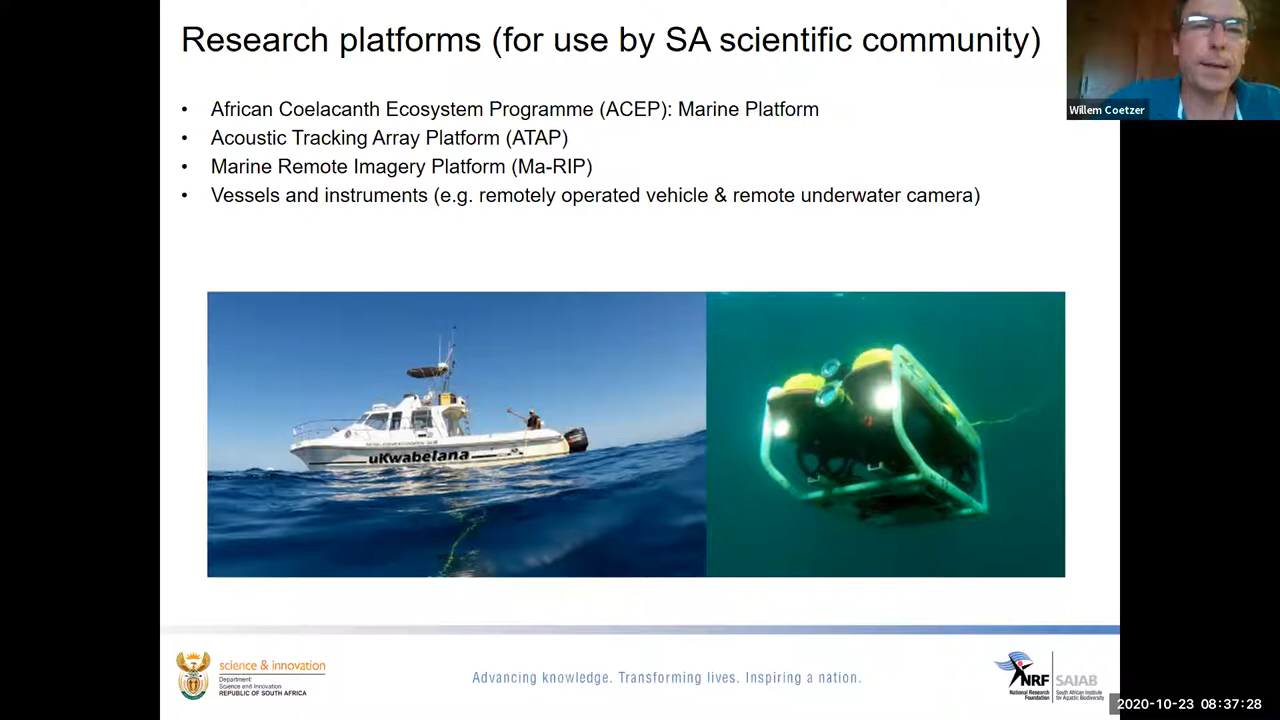 Research platforms (for use by SA scientific community)
Willem Coetzer
• African Coelacanth Ecosystem Programme (ACEP): Marine Platform
• Acoustic Tracking Array Platform (ATAP)
• Marine Remote Imagery Platform (Ma-RIP)
• Vessels and instruments (e.g. remotely operated vehicle & remote underwater camera)
uKwabelana
science & innovation
Department:
Science and Innovation
REPUBLIC OF SOUTH AFRICA
Advancing knowledge. Transforming lives. Inspiring a nation.
NRF
National Research
Foundation
SAIAB
South African Institute
for Aquatic Biodiversity
2020-10-23 08:37:28